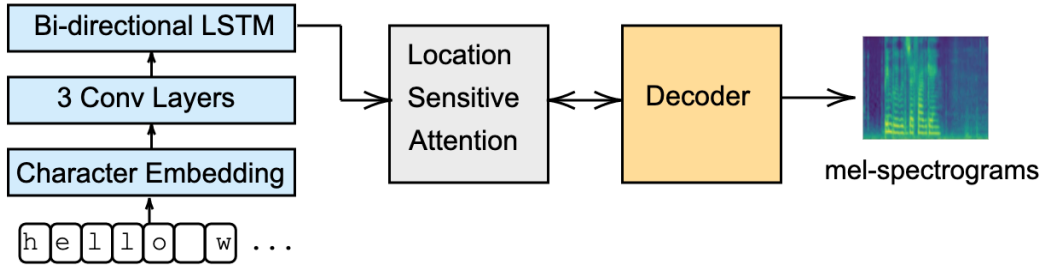 Bi-directional LSTM
3 Conv Layers
Character Embedding
h e l l o w ...
Location
Sensitive
Attention
Decoder
mel-spectrograms